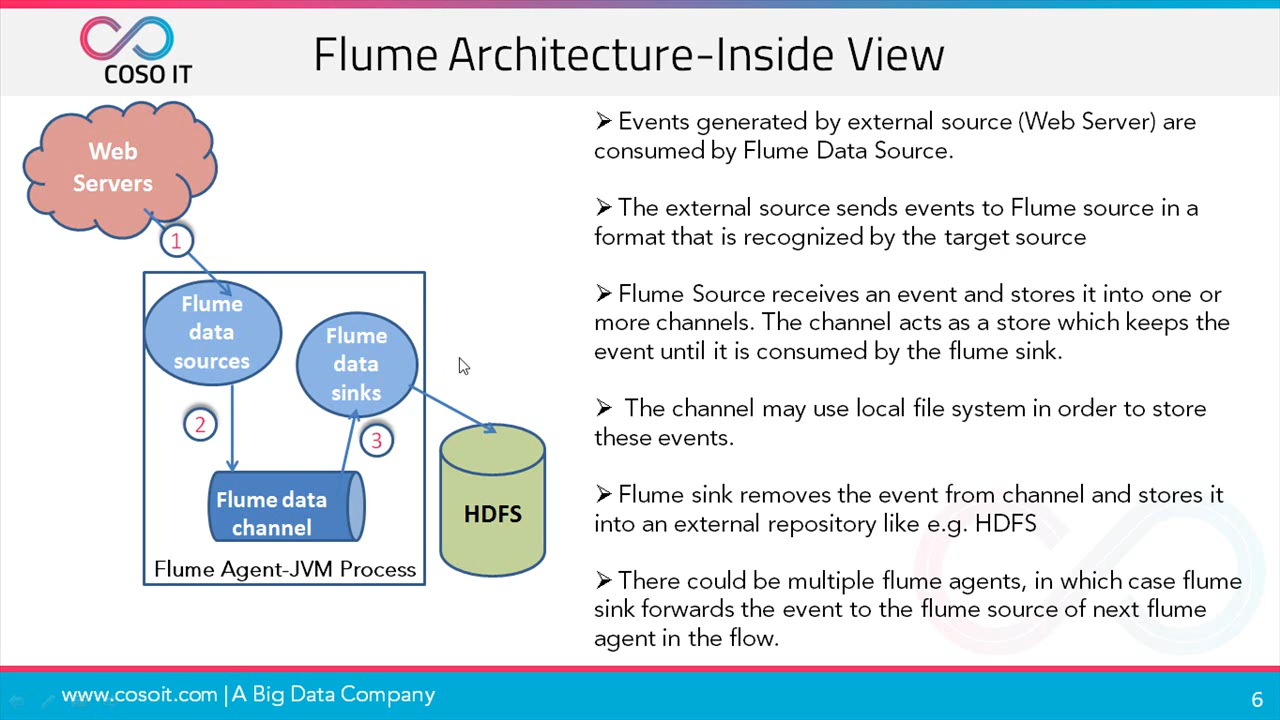 COSO IT
Flume Architecture-Inside View
Web
Servers
1
Flume
data
sources
Flume
data
sinks
2
3
Flume data
channel
HDFS
Flume Agent-JVM Process
➢ Events generated by external source (Web Server) are
consumed by Flume Data Source.
➢ The external source sends events to Flume source in a
format that is recognized by the target source
➢ Flume Source receives an event and stores it into one or
more channels. The channel acts as a store which keeps the
event until it is consumed by the flume sink.
➢ The channel may use local file system in order to store
these events.
➢ Flume sink removes the event from channel and stores it
into an external repository like e.g. HDFS
➢ There could be multiple flume agents, in which case flume
sink forwards the event to the flume source of next flume
agent in the flow.
www.cosoit.com | A Big Data Company
6